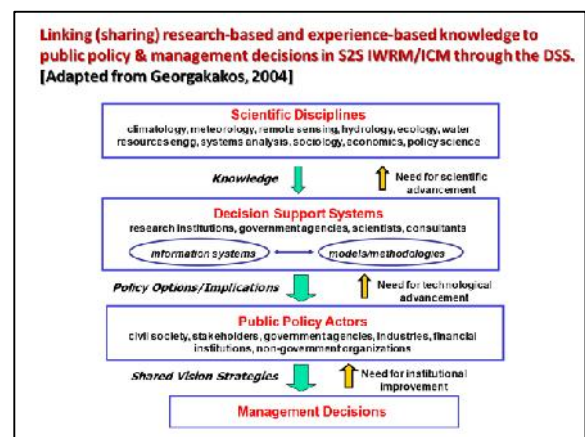 Linking (sharing) research-based and experience-based knowledge to
public policy & management decisions in S2S IWRM/ICM through the DSS.
[Adapted from Georgakakos, 2004]
Scientific Disciplines
climatology, meteorology, remote sensing, hydrology, ecology, water
resources engg, systems analysis, sociology, economics, policy science
Knowledge
Need for scientific
advancement
Decision Support Systems
research institutions, government agencies, scientists, consultants
information systems
models/methodologies
Policy Options/Implications
Need for technological
advancement
Public Policy Actors
civil society, stakeholders, government agencies, industries, financial
institutions, non-government organizations
Shared Vision Strategies
Need for institutional
improvement
Management Decisions